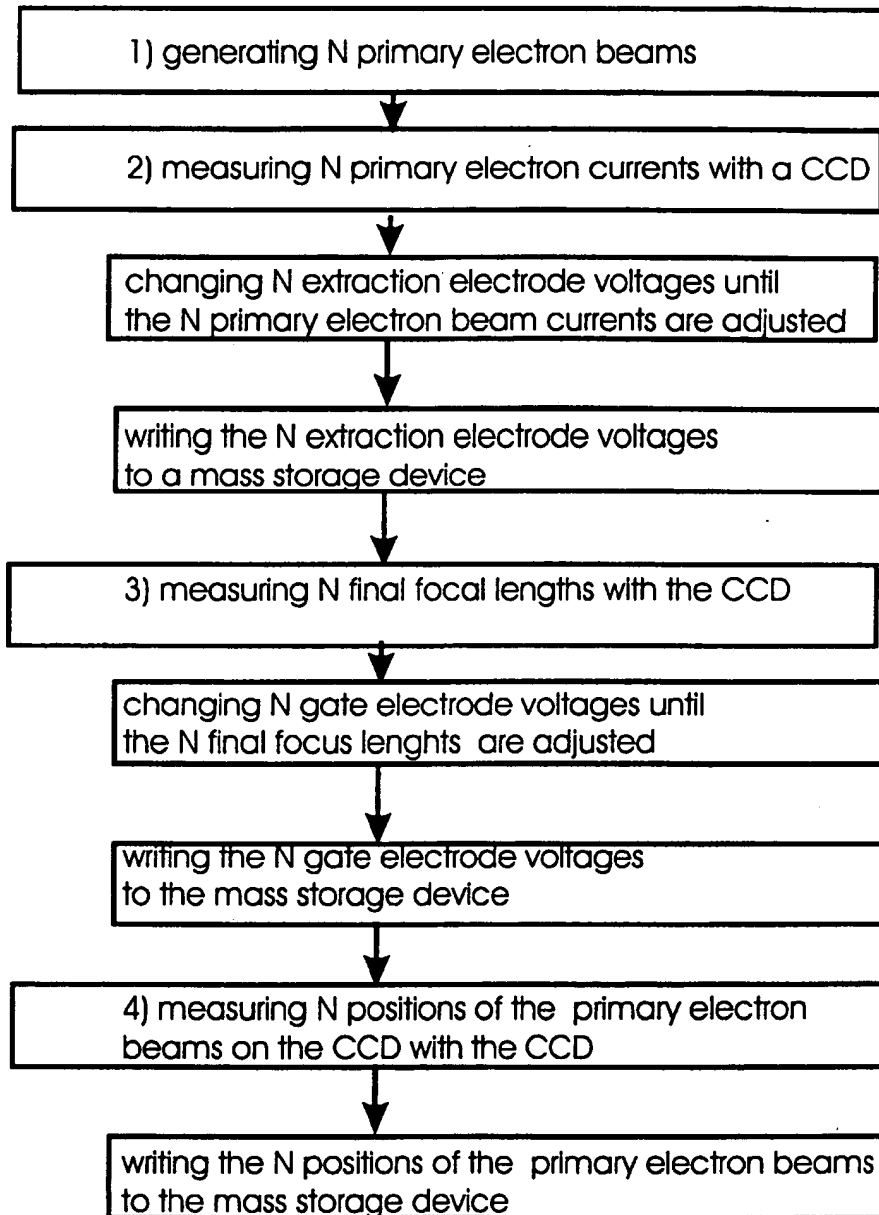 1) generating N primary electron beams
2) measuring N primary electron currents with a CCD
changing N extraction electrode voltages until
the N primary electron beam currents are adjusted
writing the N extraction electrode voltages
to a mass storage device
3) measuring N final focal lengths with the CCD
changing N gate electrode voltages until
the N final focus lenghts are adjusted
writing the N gate electrode voltages
to the mass storage device
4) measuring N positions of the primary electron
beams on the CCD with the CCD
writing the N positions of the primary electron beams
to the mass storage device